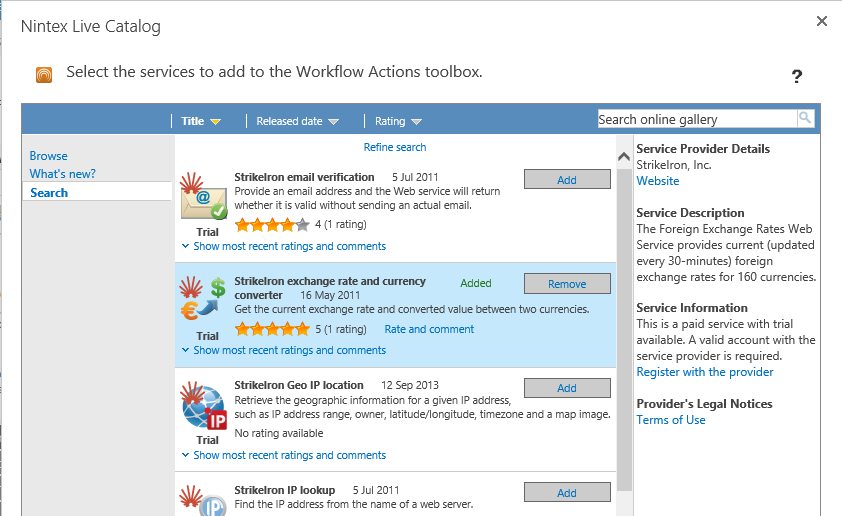 Nintex Live Catalog
Select the services to add to the Workflow Actions toolbox.
?
Title
Released date
Rating
Search online gallery
Browse
What's new?
Search
Refine search
StrikeIron email verification 5 Jul 2011
Add
Provide an email address and the Web service will return
whether it is valid without sending an actual email.
@
Trial
4 (1 rating)
Show most recent ratings and comments
StrikeIron exchange rate and currency
converter 16 May 2011
Added
Remove
Get the current exchange rate and converted value between two currencies.
$
€
Trial
5 (1 rating) Rate and comment
Show most recent ratings and comments
StrikeIron Geo IP location 12 Sep 2013
Add
Retrieve the geographic information for a given IP address,
such as IP address range, owner, latitude/longitude, timezone and a map image.
IP
Trial
No rating available
Show most recent ratings and comments
StrikeIron IP lookup 5 Jul 2011
Add
Find the IP address from the name of a web server.
IP
Service Provider Details
StrikeIron, Inc.
Website
Service Description
The Foreign Exchange Rates Web
Service provides current (updated
every 30-minutes) foreign
exchange rates for 160 currencies.
Service Information
This is a paid service with trial
available. A valid account with the
service provider is required.
Register with the provider
Provider's Legal Notices
Terms of Use